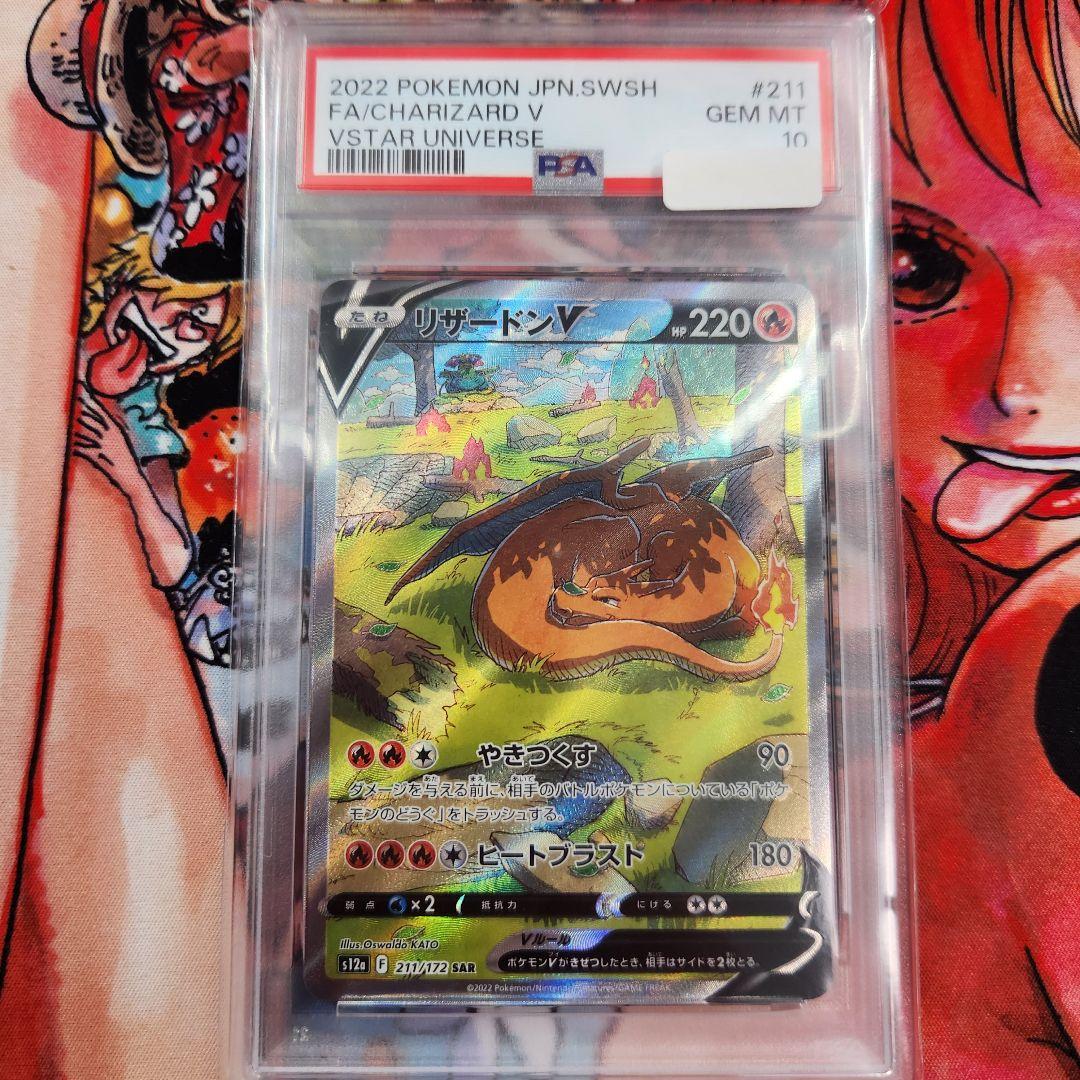 2022 POKEMON JPN.SWSH #211
FA/CHARIZARD V GEM MT
VSTAR UNIVERSE 10
PSA
たね リザードンV HP 220
やきつくす 90
ダメージを与える前に、相手のバトルポケモンについている「ポケ
モンのどうぐ」をトラッシュする。
ヒートブラスト 180
弱点 ×2 抵抗力 にげる
Vルール
ポケモンVがきぜつしたとき、相手はサイドを2枚とる。
Illus. Oswaldo KATO
s12a F 211/172 SAR
©2022 Pokémon/Nintendo/Creatures/GAME FREAK